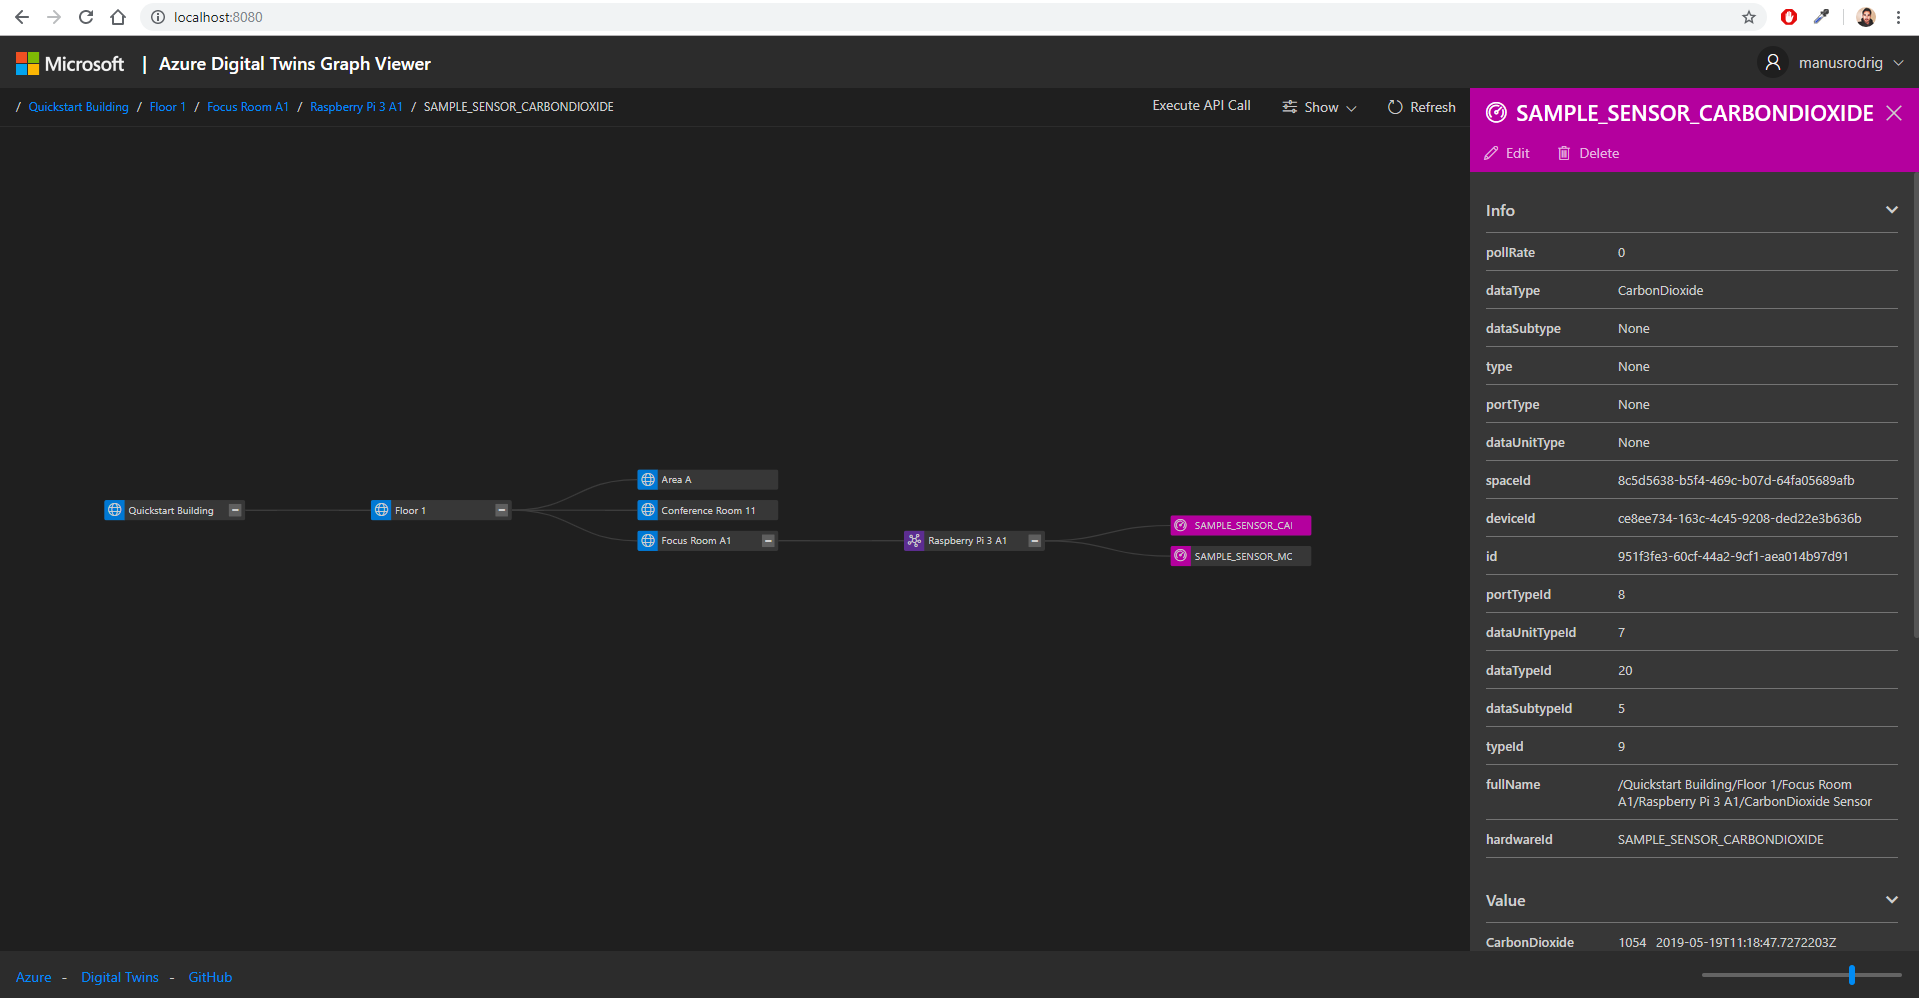 localhost:8080
Microsoft | Azure Digital Twins Graph Viewer
manusrodrig
/ Quickstart Building / Floor 1 / Focus Room A1 / Raspberry Pi 3 A1 / SAMPLE_SENSOR_CARBONDIOXIDE
Execute API Call Show Refresh
SAMPLE_SENSOR_CARBONDIOXIDE
Edit Delete
Quickstart Building
Floor 1
Area A
Conference Room 11
Focus Room A1
Raspberry Pi 3 A1
SAMPLE_SENSOR_CAI
SAMPLE_SENSOR_MC
Info
pollRate 0
dataType CarbonDioxide
dataSubtype None
type None
portType None
dataUnitType None
spaceId 8c5d5638-b5f4-469c-b07d-64fa05689afb
deviceId ce8ee734-163c-4c45-9208-ded22e3b636b
id 951f3fe3-60cf-44a2-9cf1-aea014b97d91
portTypeId 8
dataUnitTypeId 7
dataTypeId 20
dataSubtypeId 5
typeId 9
fullName /Quickstart Building/Floor 1/Focus Room
A1/Raspberry Pi 3 A1/CarbonDioxide Sensor
hardwareId SAMPLE_SENSOR_CARBONDIOXIDE
Value
CarbonDioxide 1054 2019-05-19T11:18:47.7272203Z
Azure - Digital Twins - GitHub